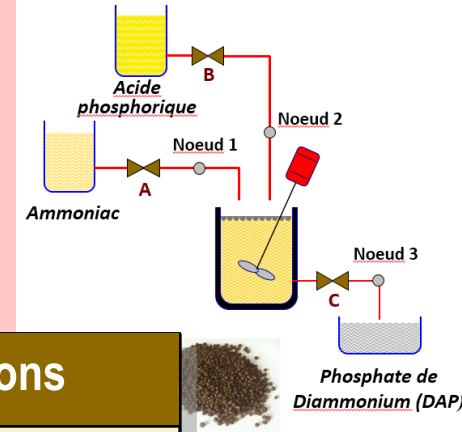 B
Acide
phosphorique
Noeud 2
Noeud 1
A
Ammoniac
Noeud 3
C
ons
Phosphate de
Diammonium (DAP)